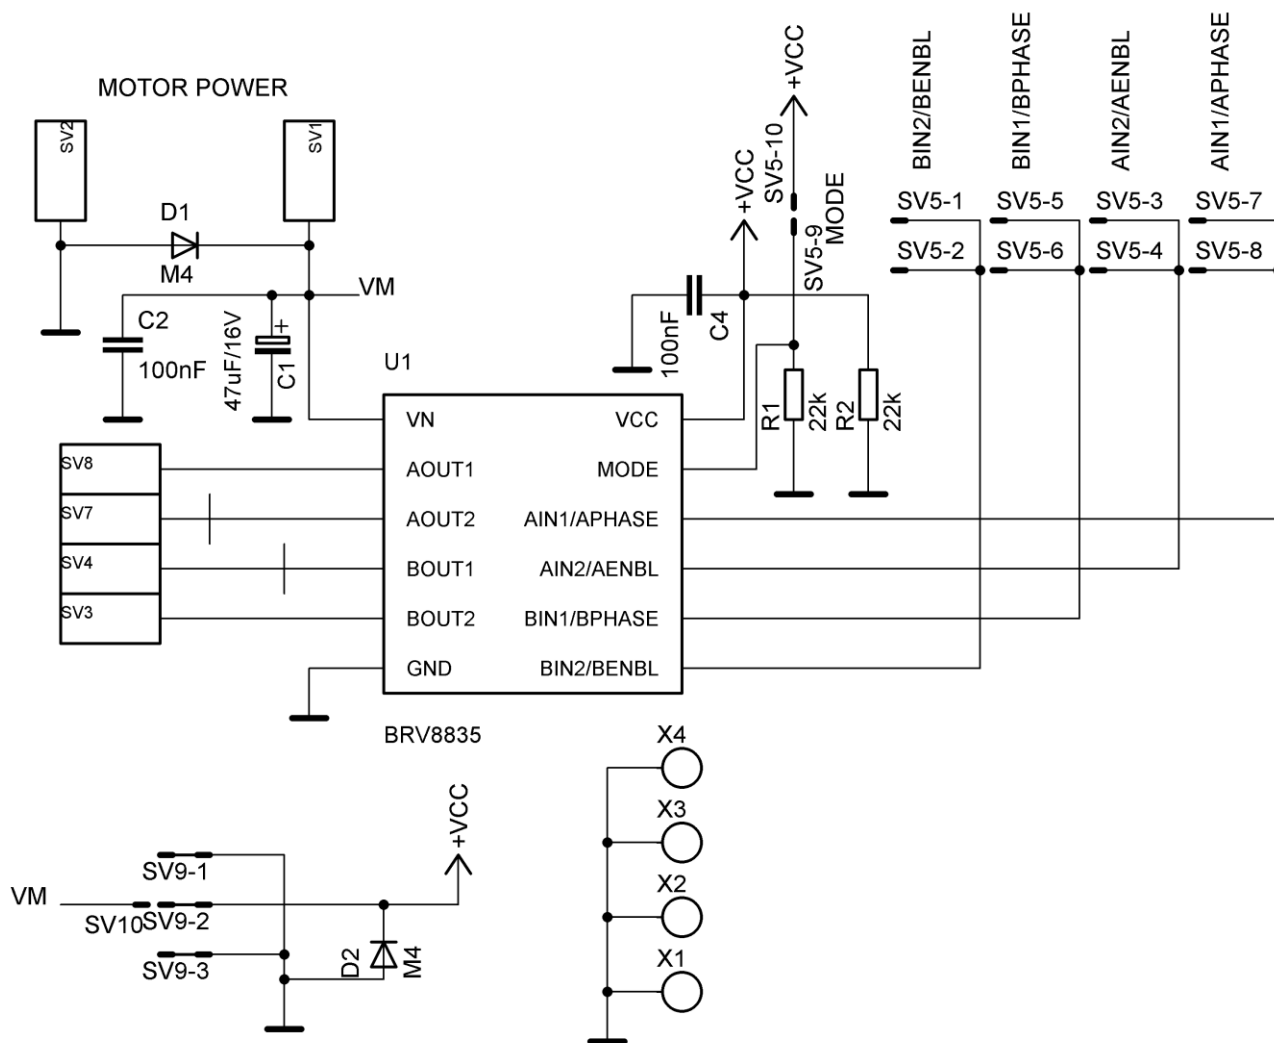 MOTOR POWER
SV2
SV1
D1
M4
VM
C2
100nF
47uF/16V
+
C1
+VCC
+VCC
SV5-10
SV5-9
MODE
100nF
C4
R1
22k
R2
22k
BIN2/BENBL
BIN1/BPHASE
AIN2/AENBL
AIN1/APHASE
SV5-1
SV5-5
SV5-3
SV5-7
SV5-2
SV5-6
SV5-4
SV5-8
U1
VN
VCC
SV8
AOUT1
MODE
SV7
AOUT2
AIN1/APHASE
SV4
BOUT1
AIN2/AENBL
SV3
BOUT2
BIN1/BPHASE
GND
BIN2/BENBL
BRV8835
X4
X3
X2
X1
+VCC
SV9-1
VM
SV10
SV9-2
SV9-3
D2
M4